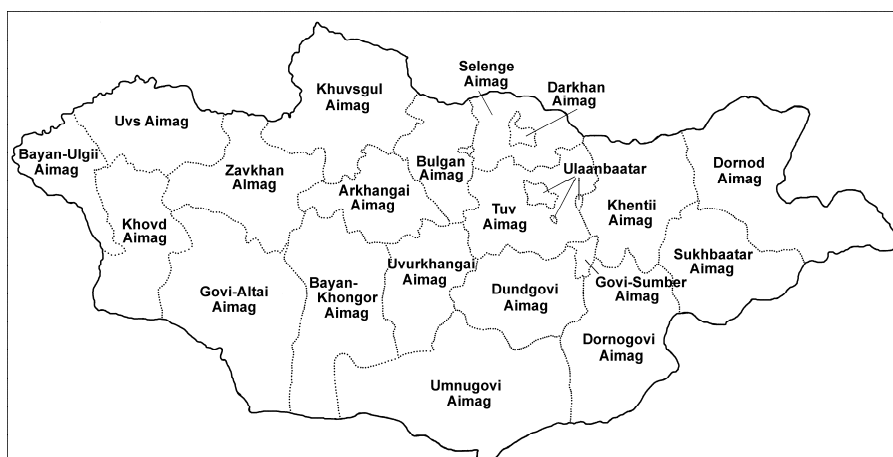 Selenge
Aimag
Darkhan
Aimag
Khuvsgul
Aimag
Uvs Aimag
Bayan-Ulgii
Aimag
Zavkhan
Almag
Bulgan
Aimag
Ulaanbaatar
Dornod
Aimag
Arkhangai
Aimag
Khentii
Aimag
Khovd
Aimag
Tuv
Aimag
Sukhbaatar
Aimag
Uvurkhangai
Aimag
Govi-Altai
Aimag
Bayan-
Khongor
Aimag
Dundgovi
Aimag
Govi-Sumber
Aimag
Dornogovi
Aimag
Umnugovi
Aimag